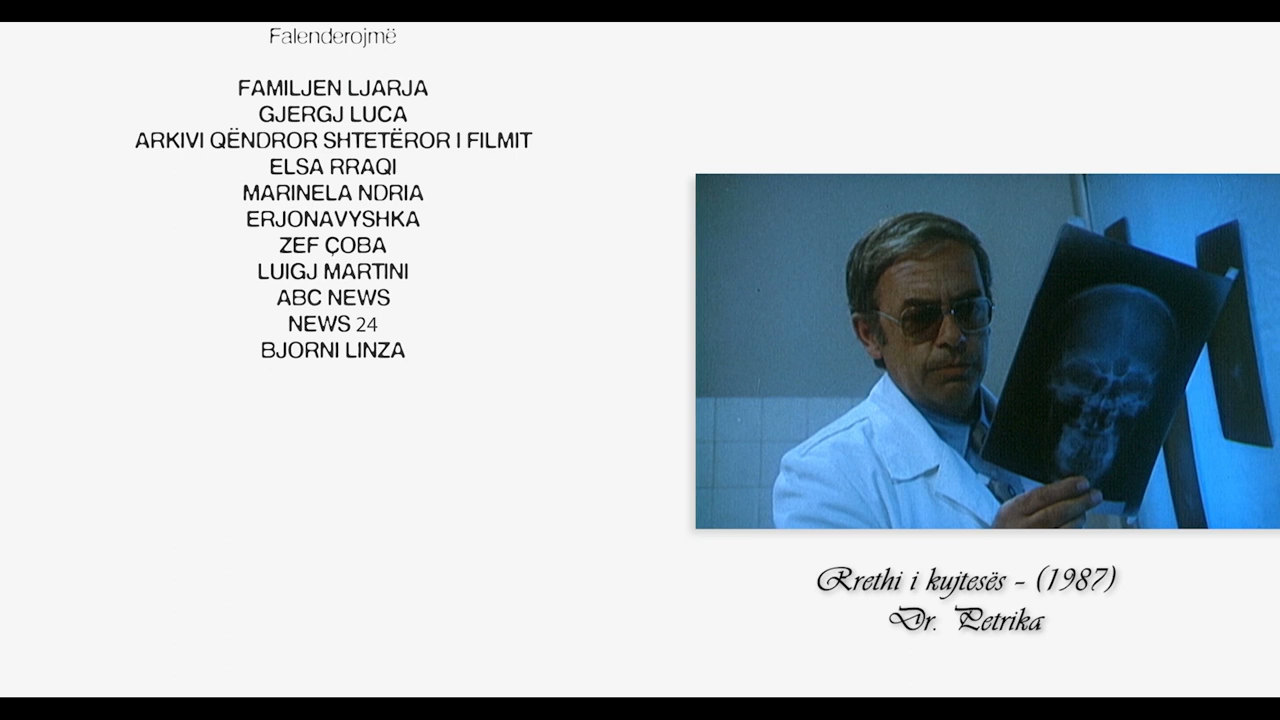 Falenderojmë
FAMILJEN LJARJA
GJERGJ LUCA
ARKIVI QËNDROR SHTETËROR I FILMIT
ELSA RRAQI
MARINELA NDRIA
ERJONAVYSHKA
ZEF ÇOBA
LUIGJ MARTINI
ABC NEWS
NEWS 24
BJORNI LINZA
Rrethi i kujtesës - (1987)
Dr. Petrika